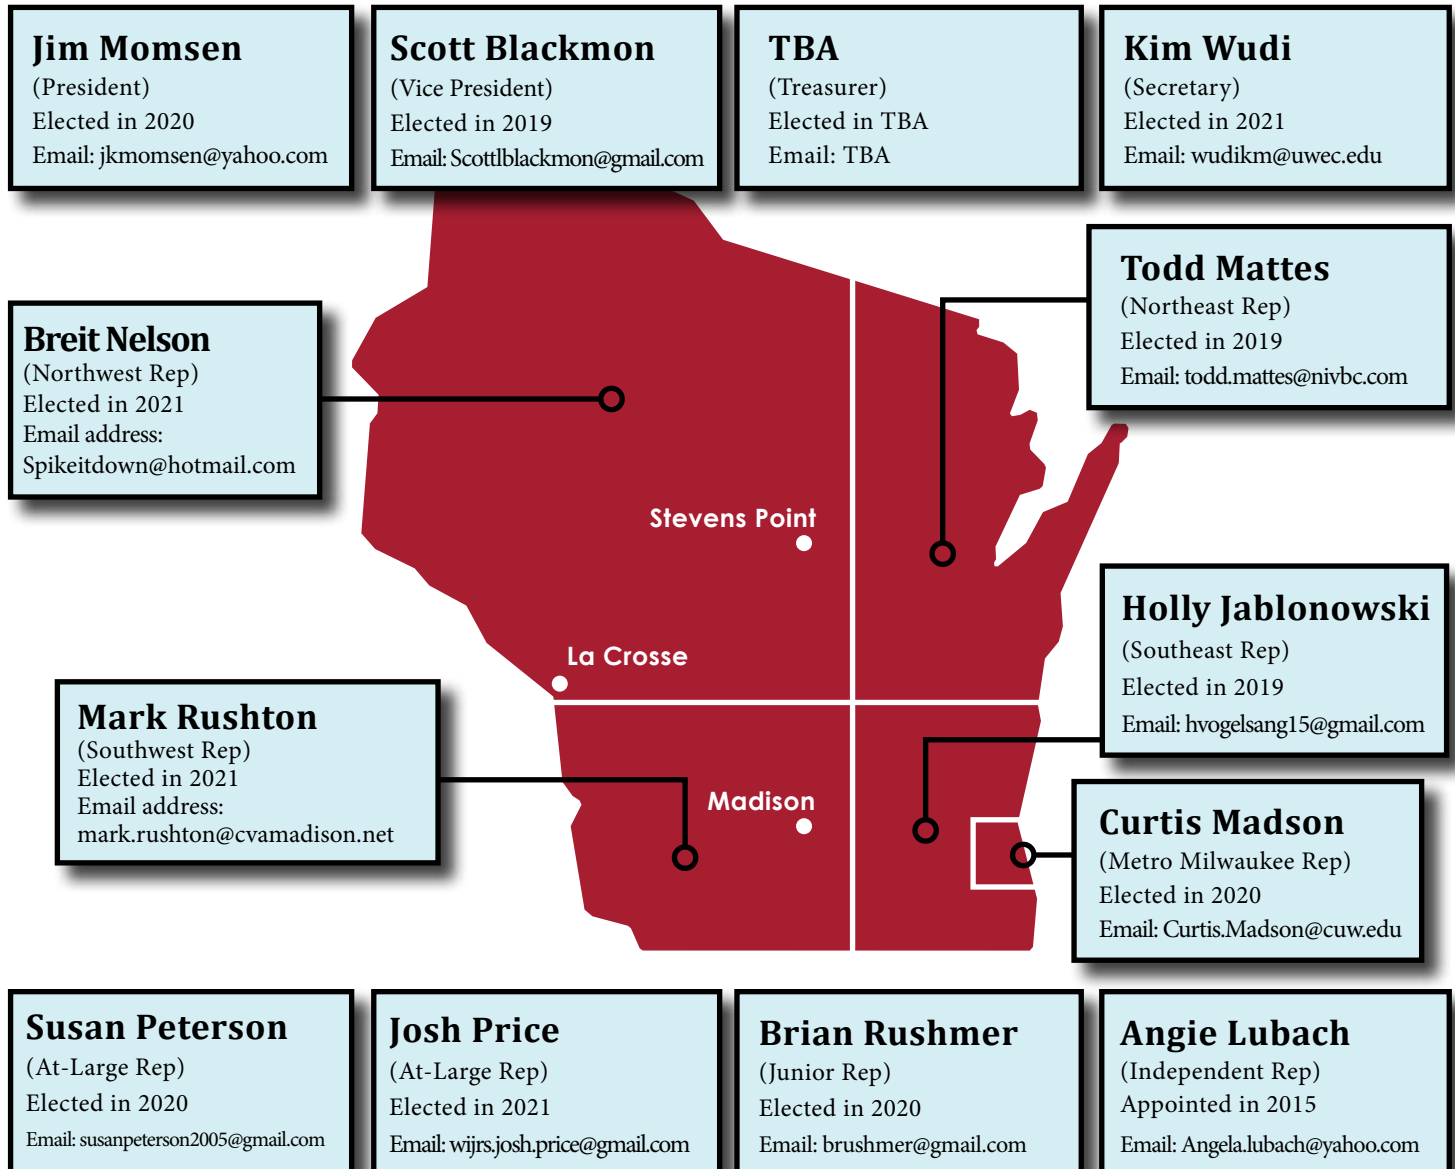 Jim Momsen
(President)
Elected in 2020
Email: jkmomsen@yahoo.com
Scott Blackmon
(Vice President)
Elected in 2019
Email: Scottlblackmon@gmail.com
TBA
(Treasurer)
Elected in TBA
Email: TBA
Kim Wudi
(Secretary)
Elected in 2021
Email: wudikm@uwec.edu
Todd Mattes
(Northeast Rep)
Elected in 2019
Email: todd.mattes@nivbc.com
Breit Nelson
(Northwest Rep)
Elected in 2021
Email address:
Spikeitdown@hotmail.com
Stevens Point
Holly Jablonowski
(Southeast Rep)
Elected in 2019
Email: hvogelsang15@gmail.com
La Crosse
Mark Rushton
(Southwest Rep)
Elected in 2021
Email address:
mark.rushton@cvamadison.net
Madison
Curtis Madson
(Metro Milwaukee Rep)
Elected in 2020
Email: Curtis.Madson@cuw.edu
Susan Peterson
(At-Large Rep)
Elected in 2020
Email: susanpeterson2005@gmail.com
Josh Price
(At-Large Rep)
Elected in 2021
Email: wijrs.josh.price@gmail.com
Brian Rushmer
(Junior Rep)
Elected in 2020
Email: brushmer@gmail.com
Angie Lubach
(Independent Rep)
Appointed in 2015
Email: Angela.lubach@yahoo.com